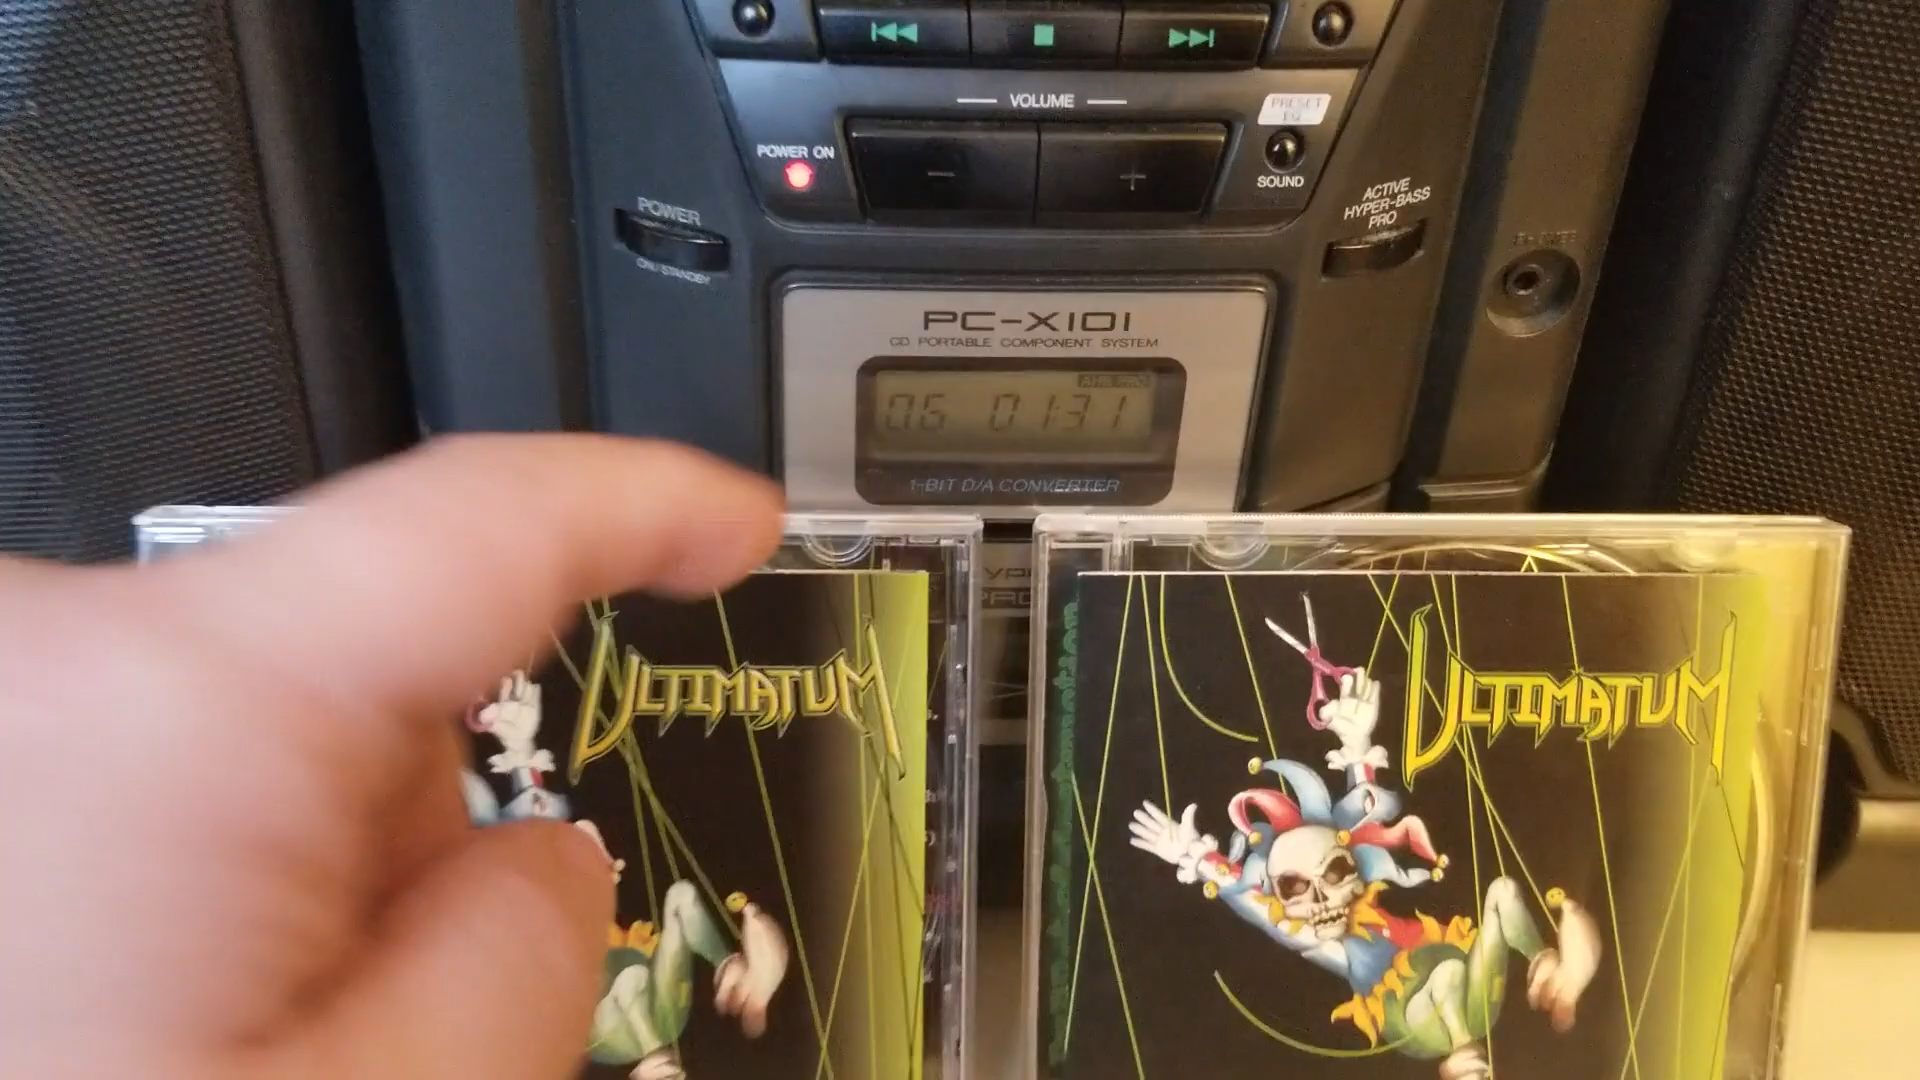 VOLUME
PRESET
EQ
POWER ON
SOUND
POWER
ON/STANDBY
ACTIVE
HYPER-BASS
PRO
PC-X101
CD PORTABLE COMPONENT SYSTEM
06 01:31
1-BIT D/A CONVERTER
PRO
ULTIMATUM
ULTIMATUM